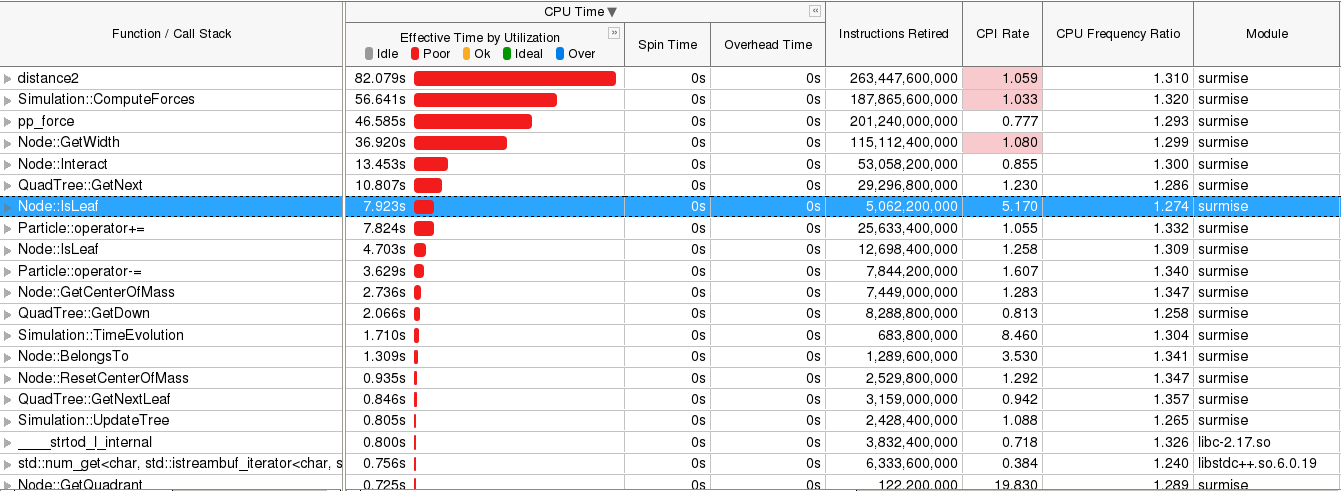 Function / Call Stack
CPU Time▼ «
Effective Time by Utilization »
Idle Poor Ok Ideal Over
Spin Time Overhead Time Instructions Retired CPI Rate CPU Frequency Ratio Module
distance2 82.079s 0s 0s 263,447,600,000 1.059 1.310 surmise
Simulation::ComputeForces 56.641s 0s 0s 187,865,600,000 1.033 1.320 surmise
pp_force 46.585s 0s 0s 201,240,000,000 0.777 1.293 surmise
Node::GetWidth 36.920s 0s 0s 115,112,400,000 1.080 1.299 surmise
Node::Interact 13.453s 0s 0s 53,058,200,000 0.855 1.300 surmise
QuadTree::GetNext 10.807s 0s 0s 29,296,800,000 1.230 1.286 surmise
Node::IsLeaf 7.923s 0s 0s 5,062,200,000 5.170 1.274 surmise
Particle::operator+= 7.824s 0s 0s 25,633,400,000 1.055 1.332 surmise
Node::IsLeaf 4.703s 0s 0s 12,698,400,000 1.258 1.309 surmise
Particle::operator-= 3.629s 0s 0s 7,844,200,000 1.607 1.340 surmise
Node::GetCenterOfMass 2.736s 0s 0s 7,449,000,000 1.283 1.347 surmise
QuadTree::GetDown 2.066s 0s 0s 8,288,800,000 0.813 1.258 surmise
Simulation::TimeEvolution 1.710s 0s 0s 683,800,000 8.460 1.304 surmise
Node::BelongsTo 1.309s 0s 0s 1,289,600,000 3.530 1.341 surmise
Node::ResetCenterOfMass 0.935s 0s 0s 2,529,800,000 1.292 1.347 surmise
QuadTree::GetNextLeaf 0.846s 0s 0s 3,159,000,000 0.942 1.357 surmise
Simulation::UpdateTree 0.805s 0s 0s 2,428,400,000 1.088 1.265 surmise
____strtod_l_internal 0.800s 0s 0s 3,832,400,000 0.718 1.326 libc-2.17.so
std::num_get<char, std::istreambuf_iterator<char, s 0.756s 0s 0s 6,333,600,000 0.384 1.240 libstdc++.so.6.0.19
Node::GetQuadrant 0.725s 0s 0s 122,200,000 19.830 1.289 surmise